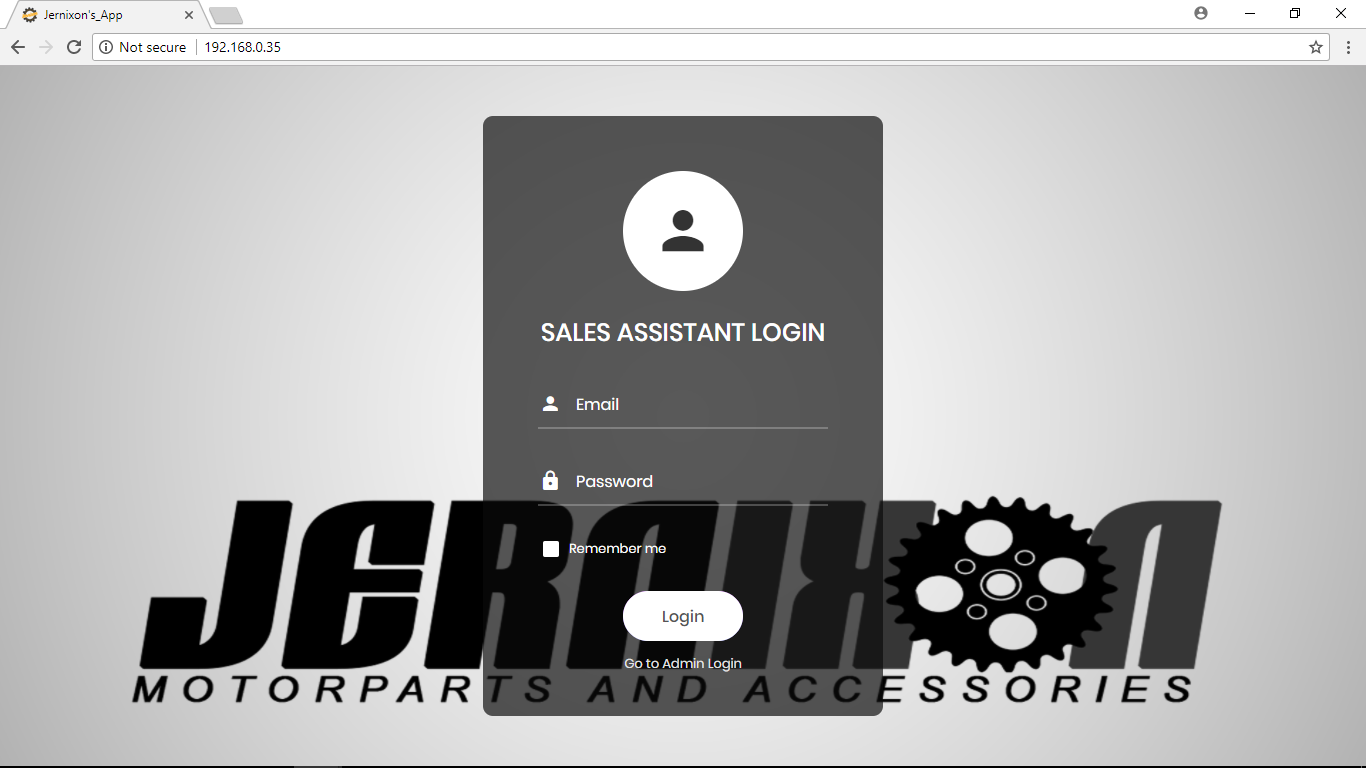 Jernixon's_App
Not secure 192.168.0.35
SALES ASSISTANT LOGIN
Email
Password
JERNIXON
Remember me
Login
Go to Admin Login
MOTORPARTS AND ACCESSORIES